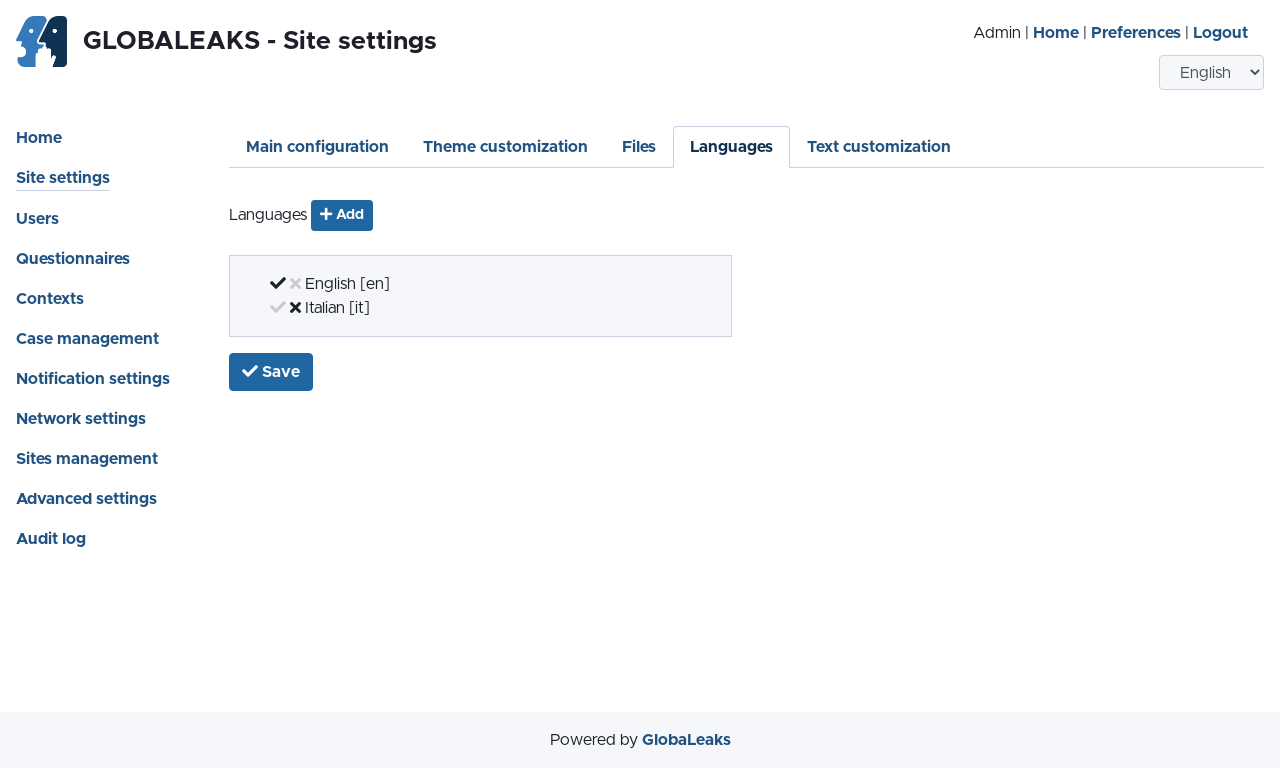 GLOBALEAKS - Site settings
Admin | Home | Preferences | Logout
English
Home
Site settings
Users
Questionnaires
Contexts
Case management
Notification settings
Network settings
Sites management
Advanced settings
Audit log
Main configuration Theme customization Files Languages Text customization
Languages Add
English [en]
Italian [it]
Save
Powered by GlobaLeaks